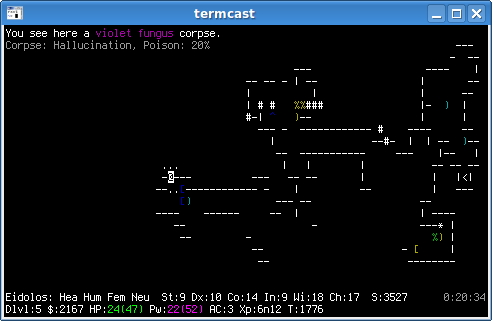 termcast
You see here a violet fungus corpse.
Corpse: Hallucination, Poison: 20%
Eidolos: Hea Hum Fem Neu St:9 Dx:10 Co:14 In:9 Wi:18 Ch:17 S:3527 0:20:34
Dlvl:5 $:2167 HP:24(47) Pw:22(52) AC:3 Xp:6n12 T:1776